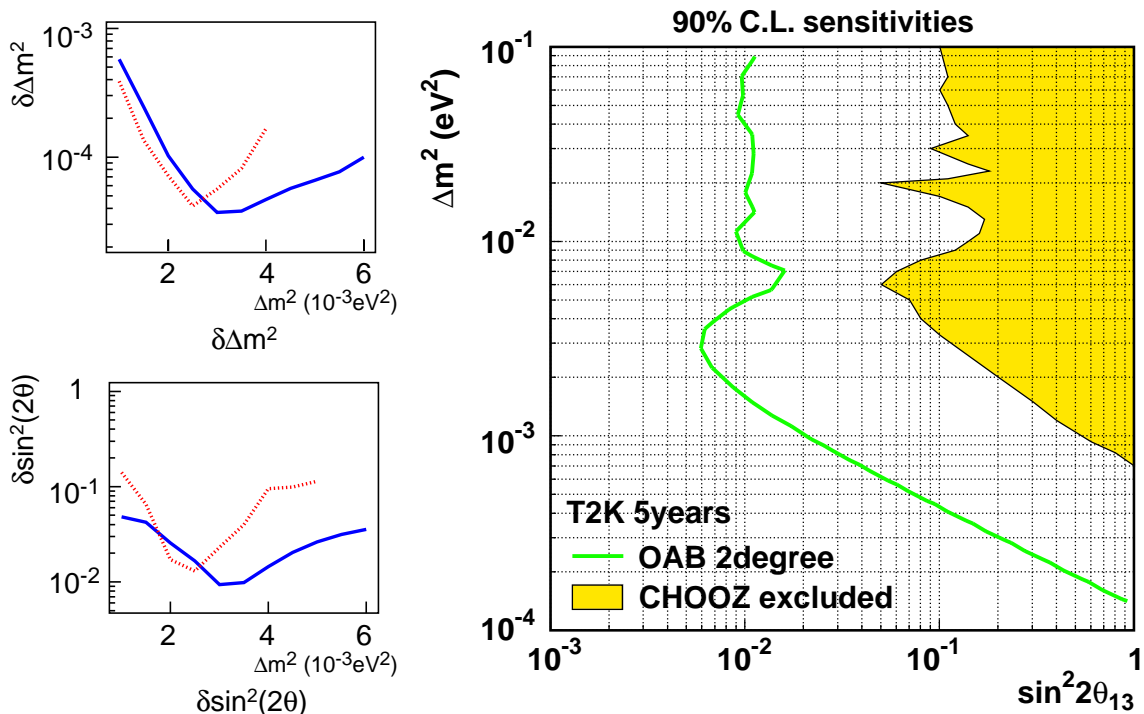 10⁻³
10⁻⁴
δΔm²
2 4 6
Δm² (10⁻³eV²)
δΔm²
1
10⁻¹
10⁻²
δsin²(2θ)
2 4 6
Δm² (10⁻³eV²)
δsin²(2θ)
90% C.L. sensitivities
10⁻¹
10⁻²
10⁻³
10⁻⁴
Δm² (eV²)
T2K 5years
OAB 2degree
CHOOZ excluded
10⁻³ 10⁻² 10⁻¹ 1
sin²2θ₁₃